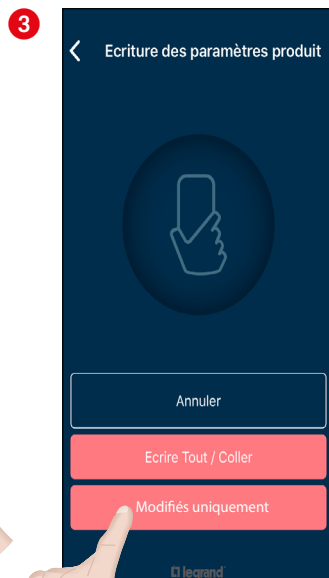 3
Ecriture des paramètres produit
Annuler
Ecrire Tout / Coller
Modifiés uniquement
legrand